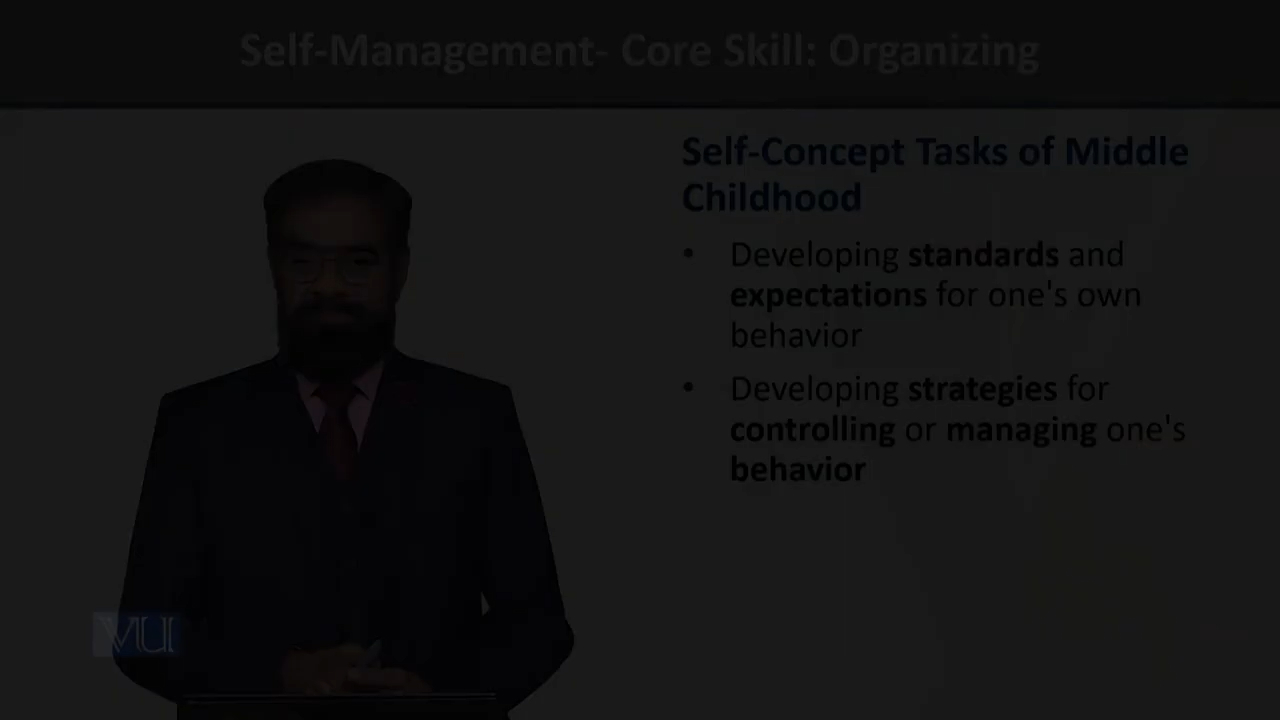 Self-Management- Core Skill: Organizing
Self-Concept Tasks of Middle
Childhood
• Developing standards and
expectations for one's own
behavior
• Developing strategies for
controlling or managing one's
behavior
VU